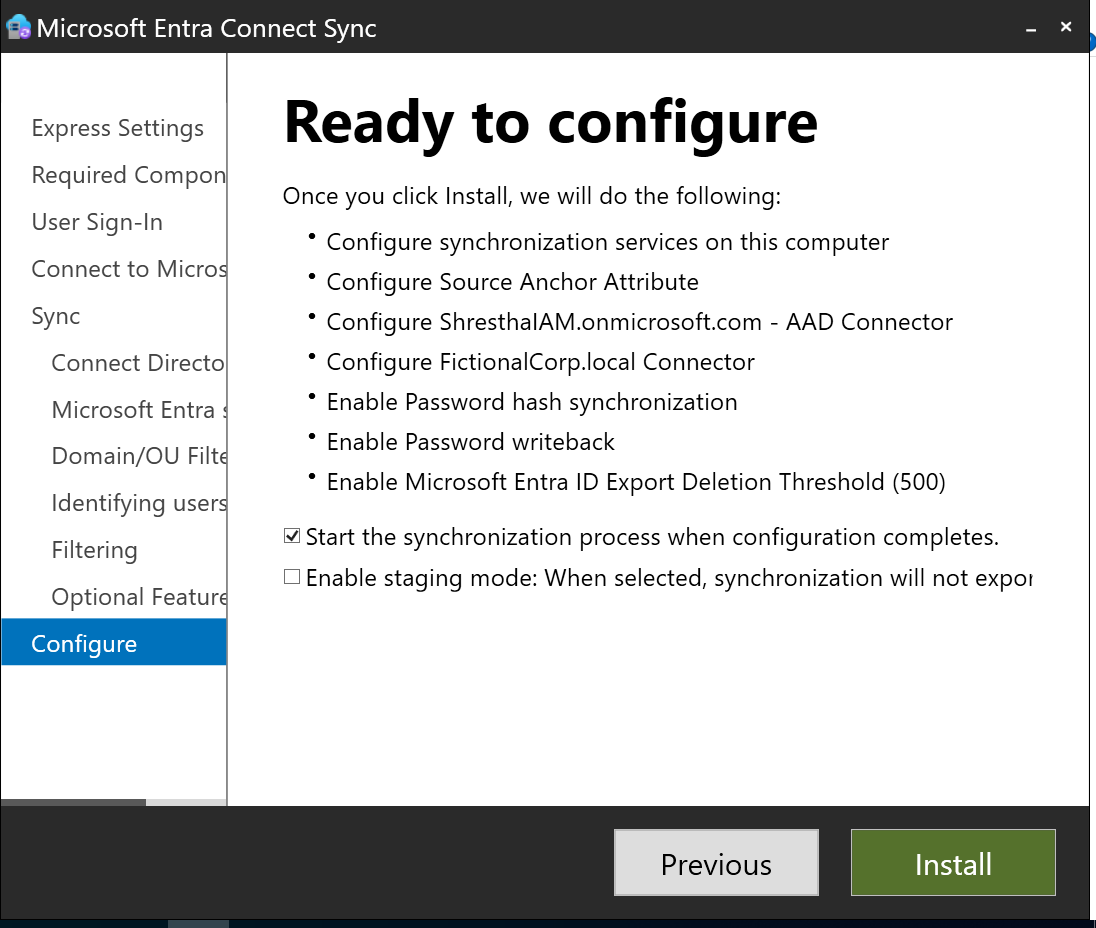 Microsoft Entra Connect Sync
Express Settings
Required Compon
User Sign-In
Connect to Micros
Sync
Connect Directo
Microsoft Entra s
Domain/OU Filte
Identifying users
Filtering
Optional Feature
Configure
Ready to configure
Once you click Install, we will do the following:
• Configure synchronization services on this computer
• Configure Source Anchor Attribute
• Configure ShresthaIAM.onmicrosoft.com - AAD Connector
• Configure FictionalCorp.local Connector
• Enable Password hash synchronization
• Enable Password writeback
• Enable Microsoft Entra ID Export Deletion Threshold (500)
Start the synchronization process when configuration completes.
Enable staging mode: When selected, synchronization will not expor
Previous
Install